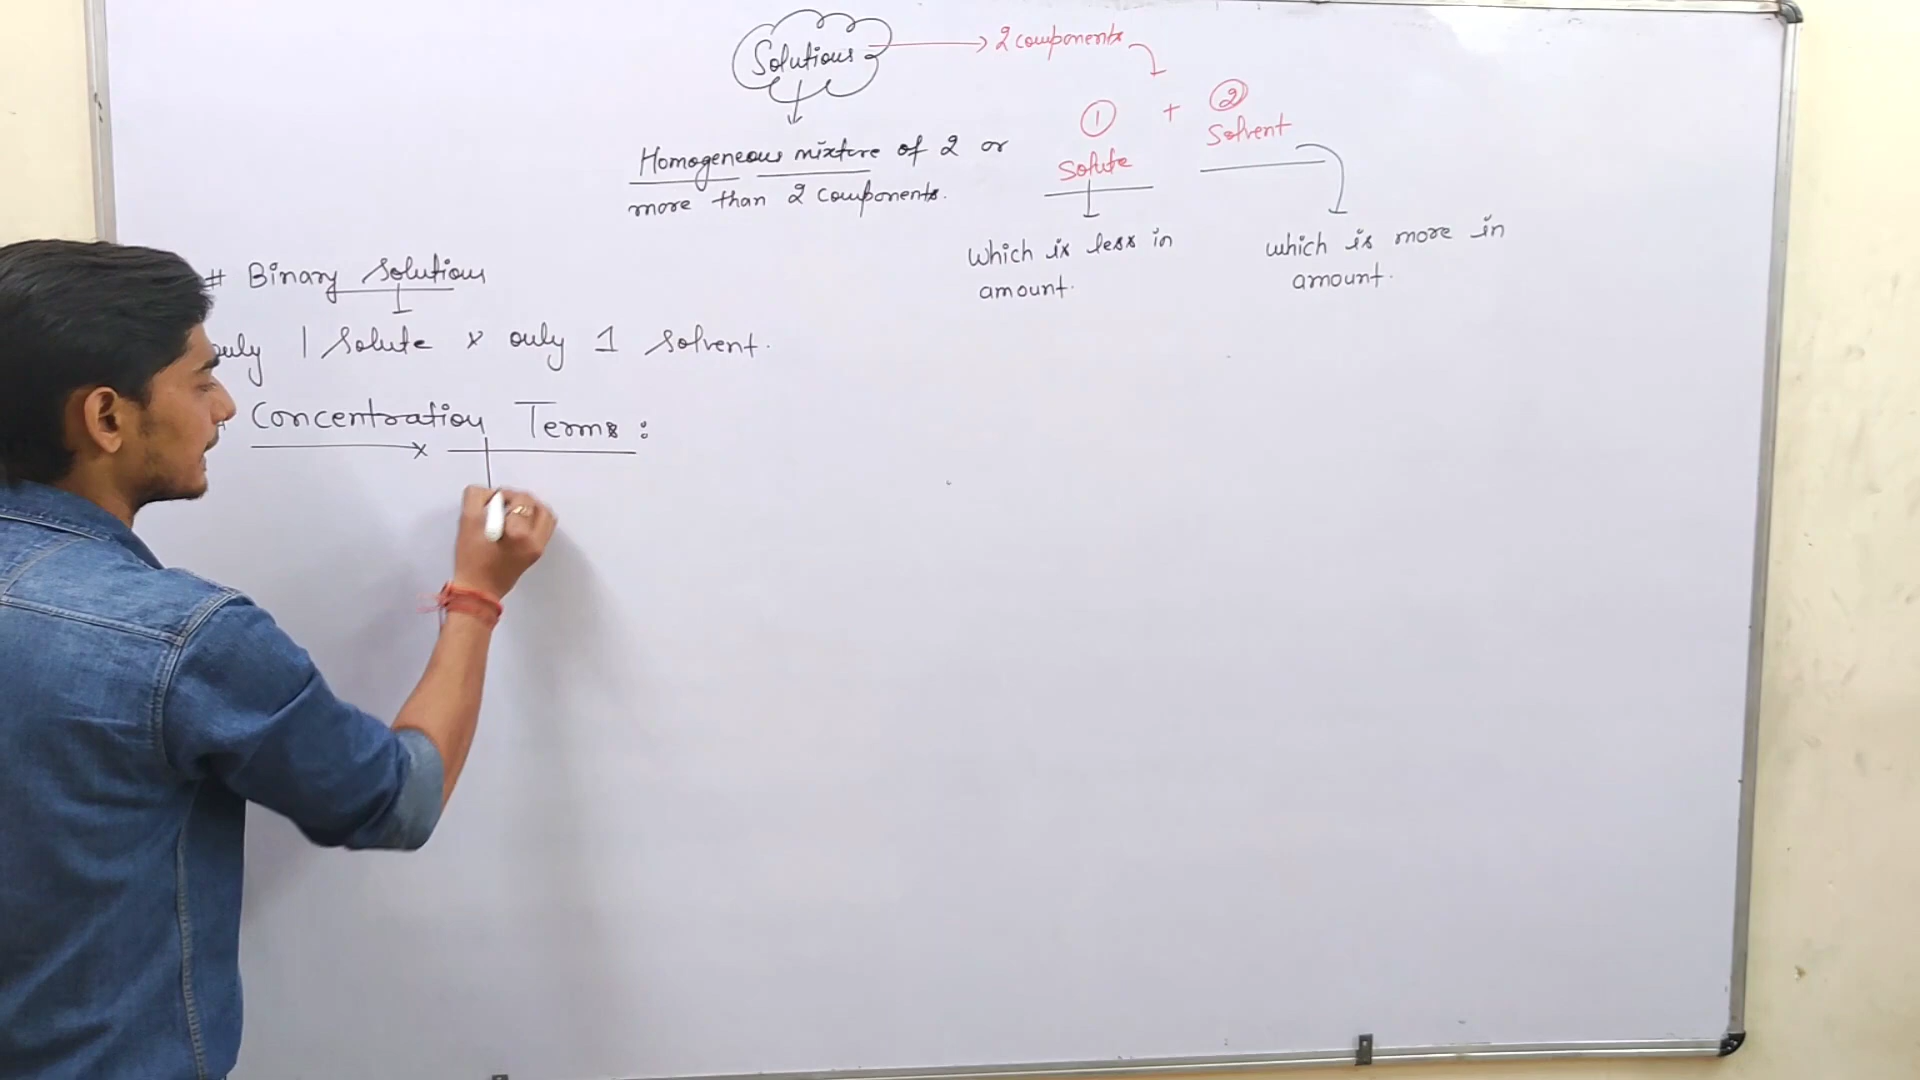 Solutions
→ 2 components
① + ②
Solute
Solvent
Homogeneous mixture of 2 or
more than 2 components.
which is less in
amount.
which is more in
amount.
# Binary Solutions
only 1 Solute & only 1 Solvent.
Concentration Terms: